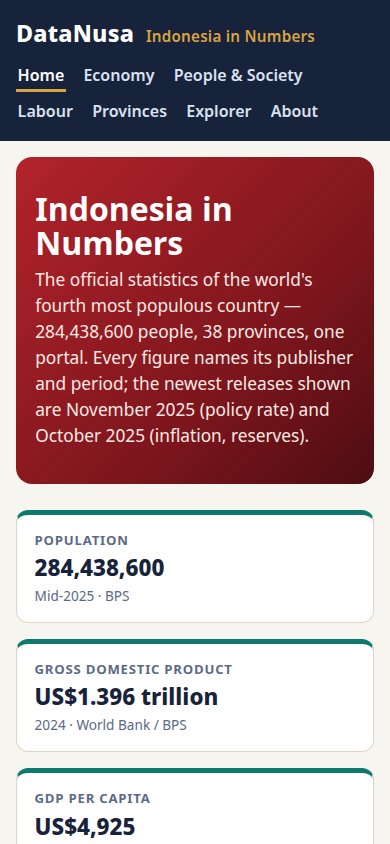 DataNusa Indonesia in Numbers
Home Economy People & Society
Labour Provinces Explorer About
Indonesia in
Numbers
The official statistics of the world's
fourth most populous country —
284,438,600 people, 38 provinces, one
portal. Every figure names its publisher
and period; the newest releases shown
are November 2025 (policy rate) and
October 2025 (inflation, reserves).
POPULATION
284,438,600
Mid-2025 · BPS
GROSS DOMESTIC PRODUCT
US$1.396 trillion
2024 · World Bank / BPS
GDP PER CAPITA
US$4,925